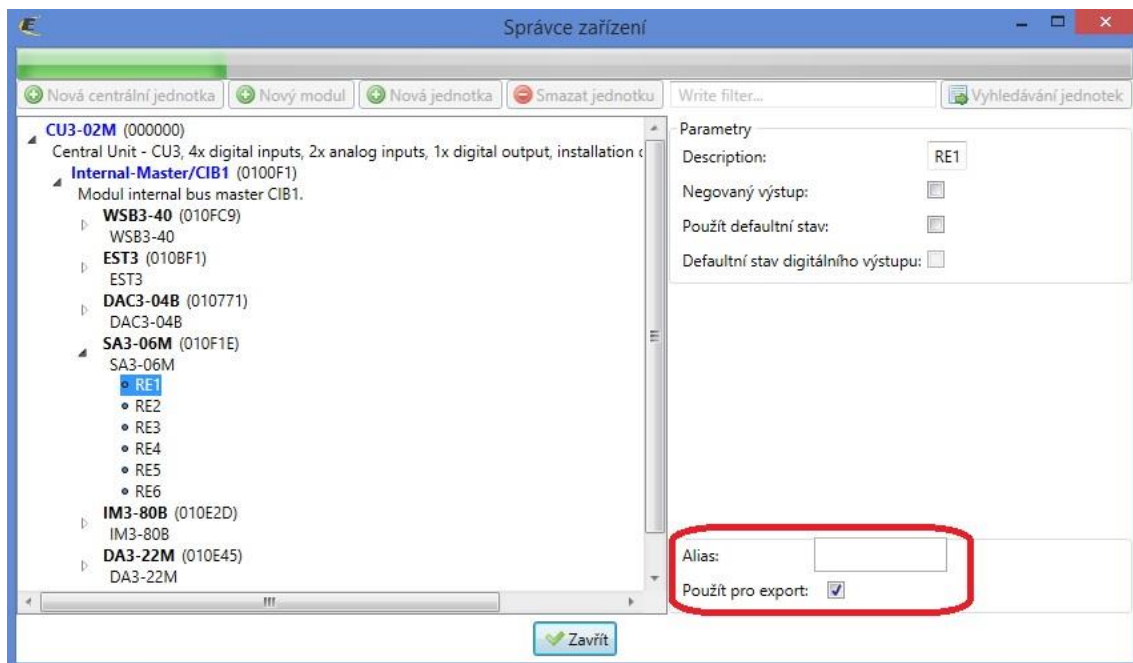 Správce zařízení
Nová centrální jednotka Nový modul Nová jednotka Smazat jednotku Write filter... Vyhledávání jednotek
CU3-02M (000000)
Central Unit - CU3, 4x digital inputs, 2x analog inputs, 1x digital output, installation
Internal-Master/CIB1 (0100F1)
Modul internal bus master CIB1.
WSB3-40 (010FC9)
WSB3-40
EST3 (010BF1)
EST3
DAC3-04B (010771)
DAC3-04B
SA3-06M (010F1E)
SA3-06M
RE1
RE2
RE3
RE4
RE5
RE6
IM3-80B (010E2D)
IM3-80B
DA3-22M (010E45)
DA3-22M
Parametry
Description: RE1
Negovaný výstup:
Použít defaultní stav:
Defaultní stav digitálního výstupu:
Alias:
Použít pro export:
Zavřít